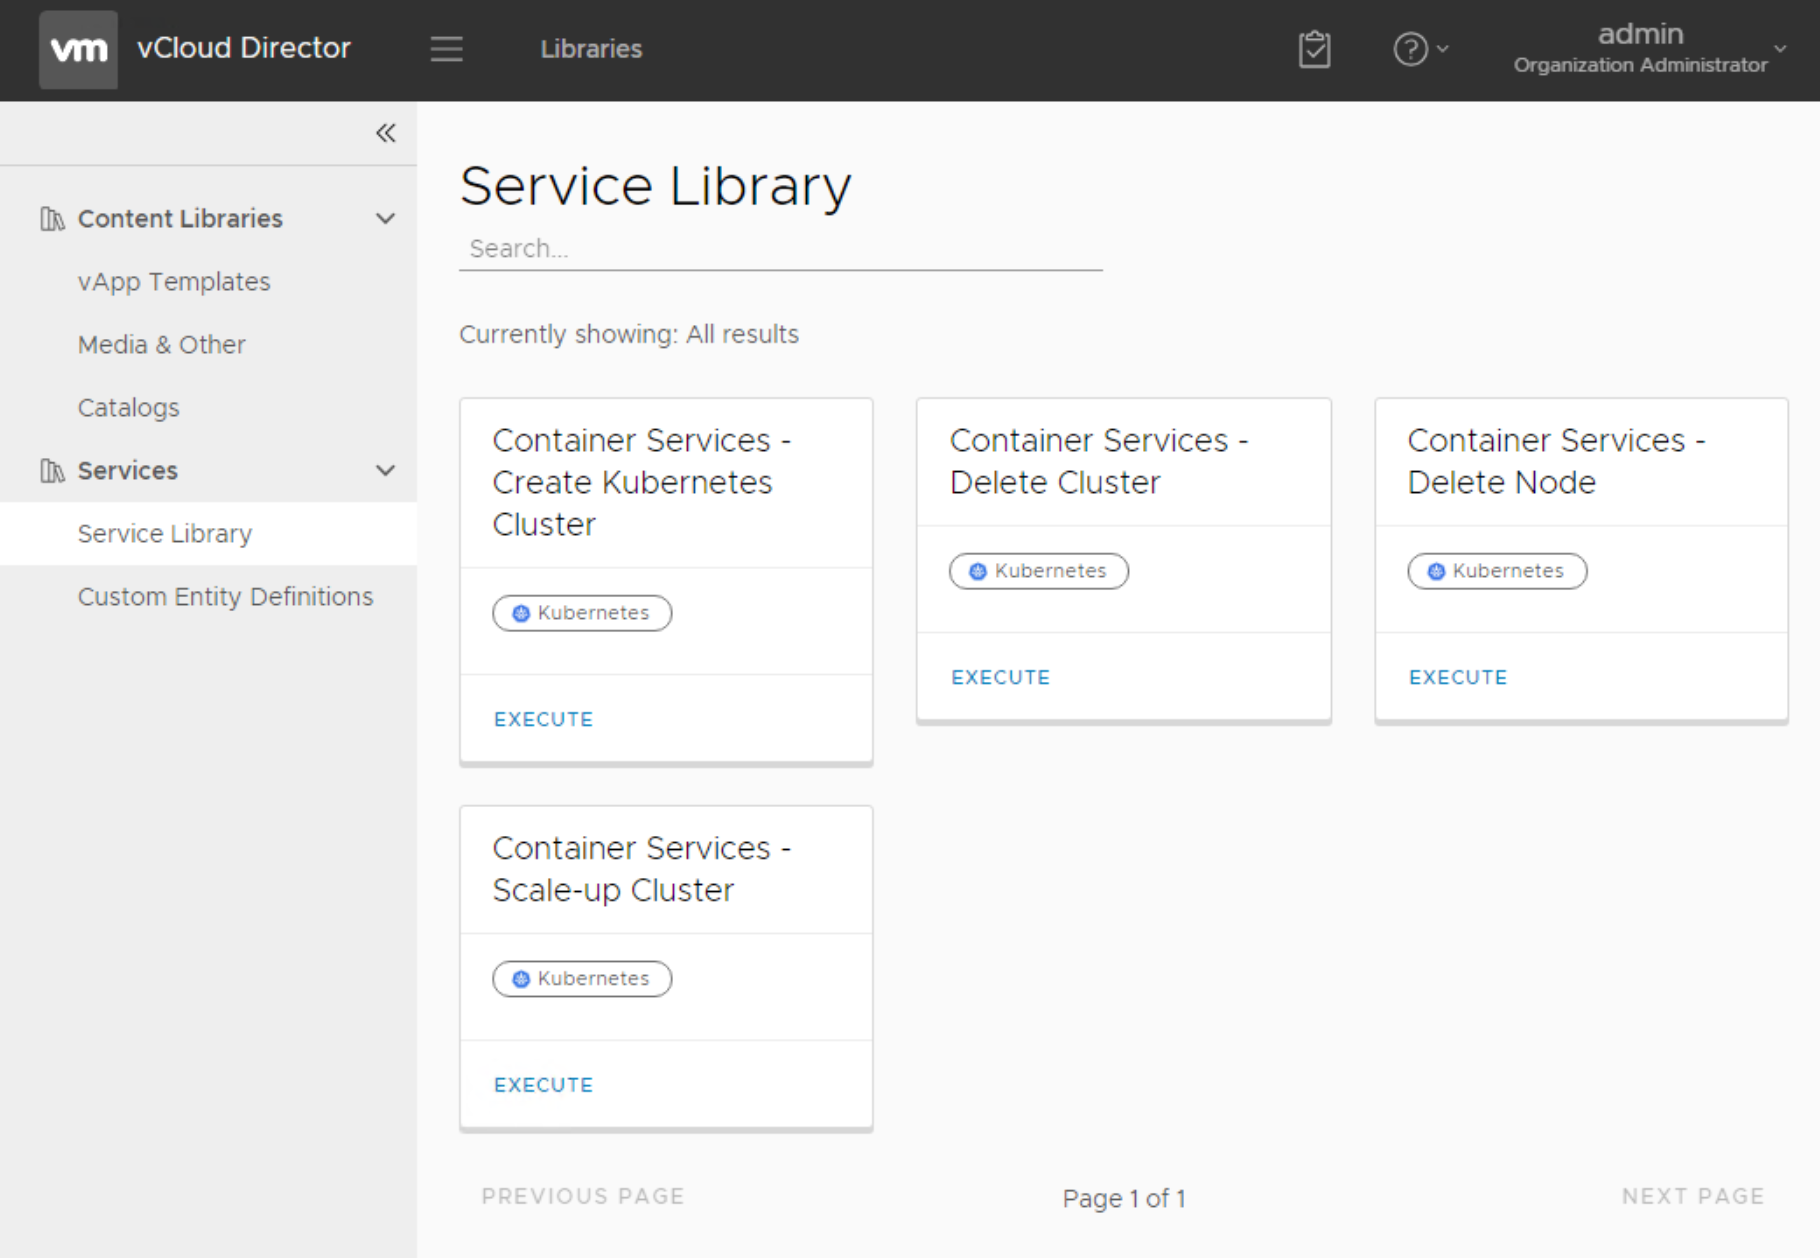 vm vCloud Director Libraries ? admin
Organization Administrator
Content Libraries
vApp Templates
Media & Other
Catalogs
Services
Service Library
Custom Entity Definitions
Service Library
Search...
Currently showing: All results
Container Services -
Create Kubernetes
Cluster
Kubernetes
EXECUTE
Container Services -
Delete Cluster
Kubernetes
EXECUTE
Container Services -
Delete Node
Kubernetes
EXECUTE
Container Services -
Scale-up Cluster
Kubernetes
EXECUTE
PREVIOUS PAGE Page 1 of 1 NEXT PAGE